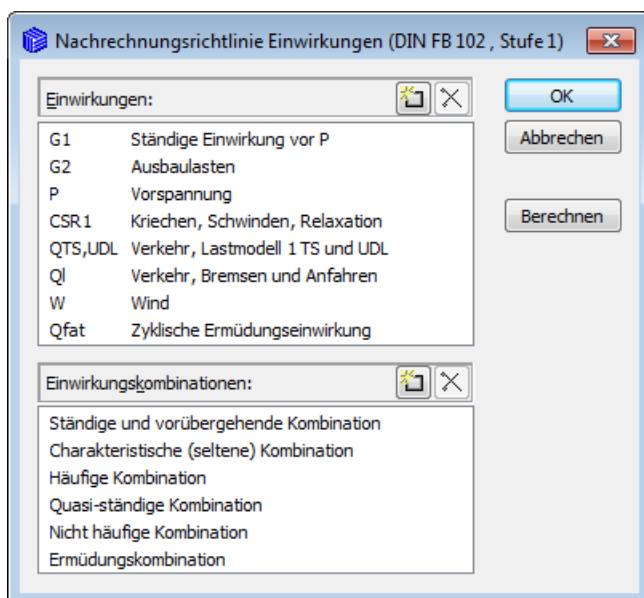 Nachrechnungsrichtlinie Einwirkungen (DIN FB 102 , Stufe 1)
Einwirkungen:
OK
Abbrechen
Berechnen
G1 Ständige Einwirkung vor P
G2 Ausbaulasten
P Vorspannung
CSR1 Kriechen, Schwinden, Relaxation
QTS,UDL Verkehr, Lastmodell 1 TS und UDL
Ql Verkehr, Bremsen und Anfahren
W Wind
Qfat Zyklische Ermüdungseinwirkung
Einwirkungskombinationen:
Ständige und vorübergehende Kombination
Charakteristische (seltene) Kombination
Häufige Kombination
Quasi-ständige Kombination
Nicht häufige Kombination
Ermüdungskombination